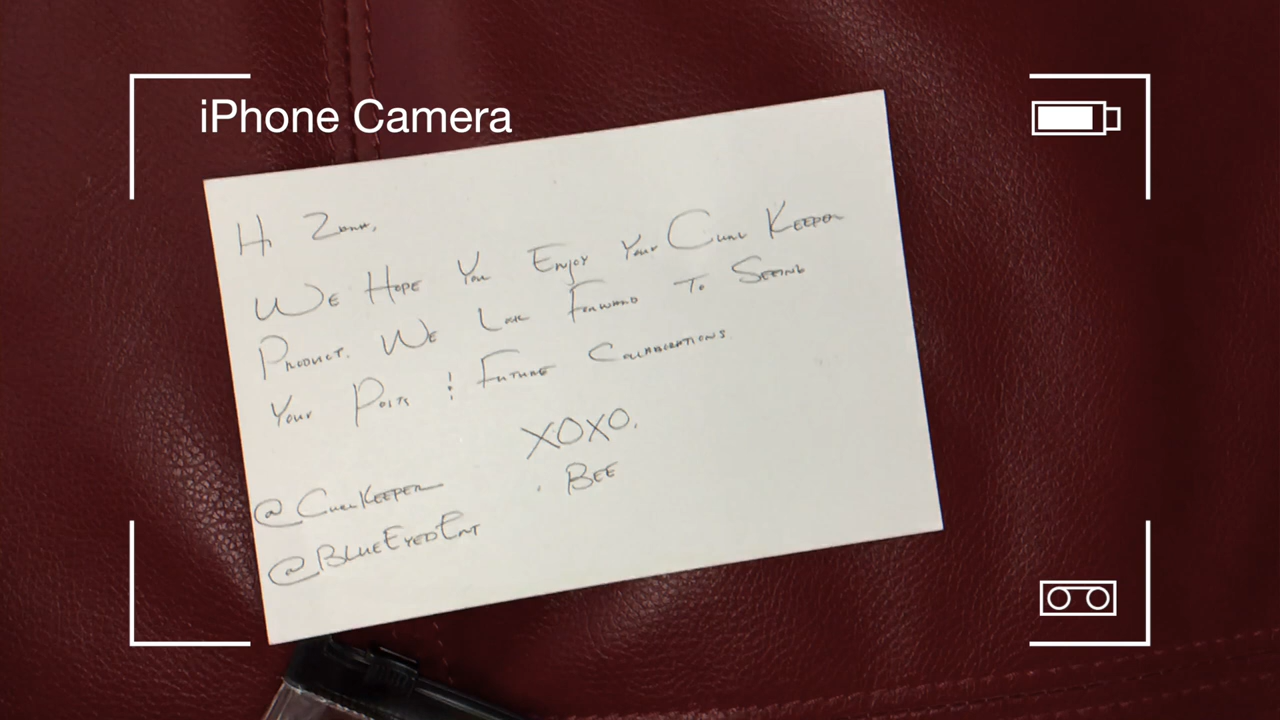 iPhone Camera
Hi
We Hope You Enjoy Your Curl Keeper
Product. We Look Forward To Seeing
Your Posts & Future Collaborations.
XOXO.
. Bee
@CurlKeeper
@BlueEyedEnt